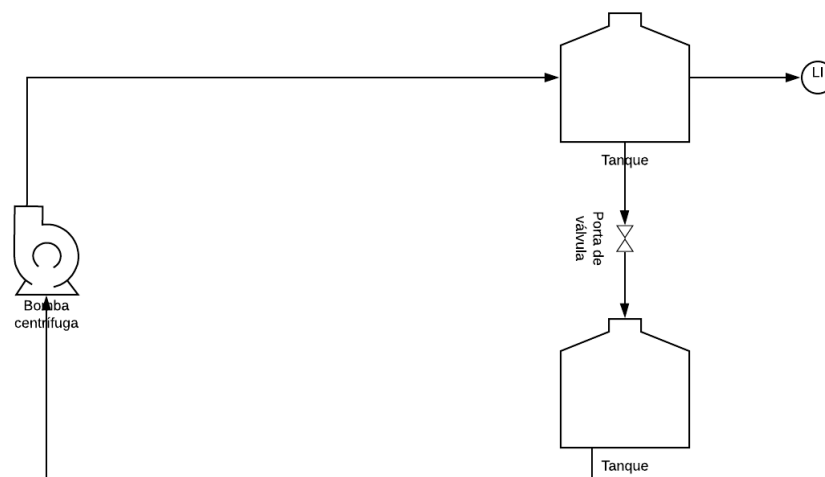 LI
Tanque
Porta de
válvula
Bomba
centrífuga
Tanque